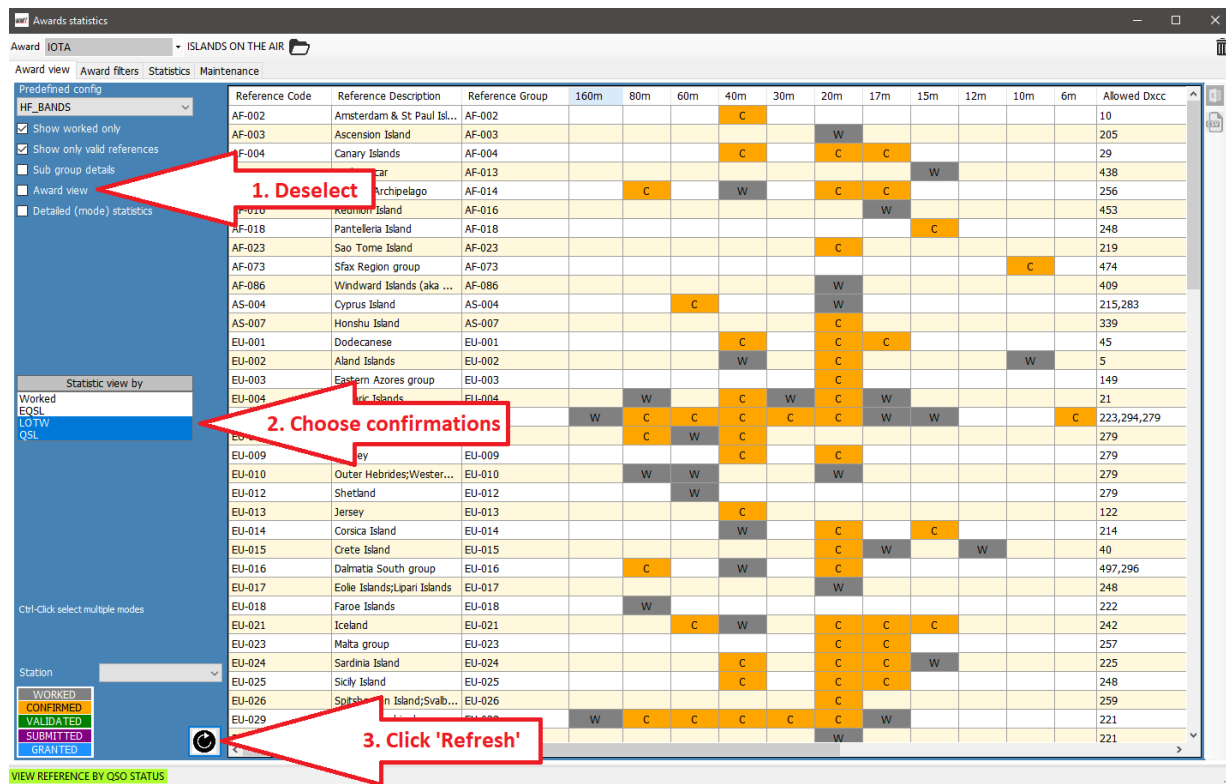 Awards statistics
Award IOTA ISLANDS ON THE AIR
Award view Award filters Statistics Maintenance
Predefined config
HF_BANDS
Show worked only
Show only valid references
Sub group details
Award view
Detailed (mode) statistics
1. Deselect
Statistic view by
Worked
EQSL
LOTW
QSL
2. Choose confirmations
Ctrl-Click select multiple modes
Station
WORKED
CONFIRMED
VALIDATED
SUBMITTED
GRANTED
3. Click 'Refresh'
Reference Code Reference Description Reference Group 160m 80m 60m 40m 30m 20m 17m 15m 12m 10m 6m Allowed Dxcc
AF-002 Amsterdam & St Paul Isl... AF-002 C 10
AF-003 Ascension Island AF-003 W 205
AF-004 Canary Islands AF-004 C C C 29
AF-013 W 438
Archipelago AF-014 C W C C 256
AF-016 Reunion Island AF-016 W 453
AF-018 Pantelleria Island AF-018 C 248
AF-023 Sao Tome Island AF-023 C 219
AF-073 Sfax Region group AF-073 C 474
AF-086 Windward Islands (aka ... AF-086 W 409
AS-004 Cyprus Island AS-004 C W 215,283
AS-007 Honshu Island AS-007 C 339
EU-001 Dodecanese EU-001 C C C 45
EU-002 Aland Islands EU-002 W C W 5
EU-003 Eastern Azores group EU-003 C 149
EU-004 Islands EU-004 W C W C W 21
W C C C C C W W C 223,294,279
C W C 279
EU-009 EU-009 C C 279
EU-010 Outer Hebrides;Wester... EU-010 W W W 279
EU-012 Shetland EU-012 W 279
EU-013 Jersey EU-013 C 122
EU-014 Corsica Island EU-014 W C C 214
EU-015 Crete Island EU-015 C W W 40
EU-016 Dalmatia South group EU-016 C W C 497,296
EU-017 Eolie Islands;Lipari Islands EU-017 W 248
EU-018 Faroe Islands EU-018 W 222
EU-021 Iceland EU-021 C W C C C 242
EU-023 Malta group EU-023 C C 257
EU-024 Sardinia Island EU-024 C C C W 225
EU-025 Sicily Island EU-025 C C C 248
EU-026 Island;Svalb... EU-026 C 259
EU-029 W C C C C C W 221
W 221
VIEW REFERENCE BY QSO STATUS